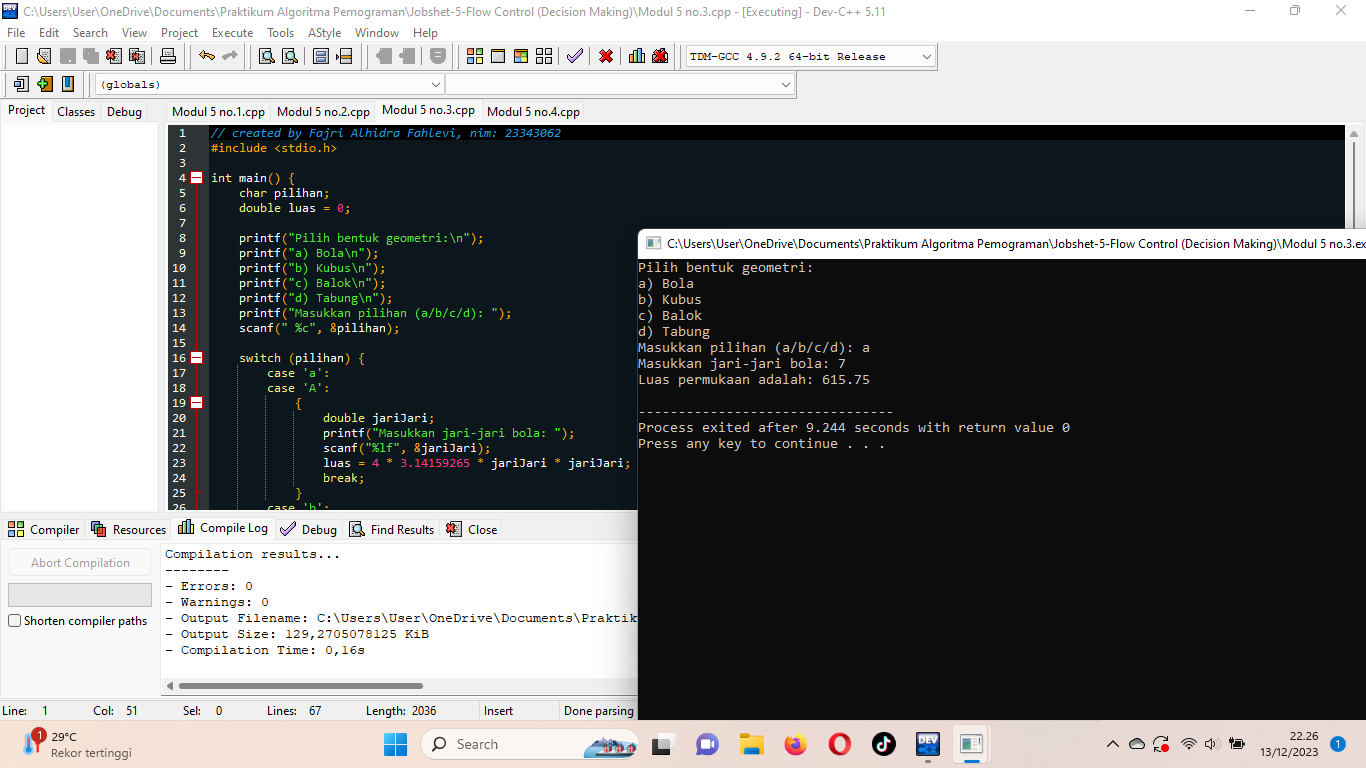 C:\Users\User\OneDrive\Documents\Praktikum Algoritma Pemograman\Jobshet-5-Flow Control (Decision Making)\Modul 5 no.3.cpp - [Executing] - Dev-C++ 5.11
File Edit Search View Project Execute Tools AStyle Window Help
TDM-GCC 4.9.2 64-bit Release
(globals)
Project Classes Debug Modul 5 no.1.cpp Modul 5 no.2.cpp Modul 5 no.3.cpp Modul 5 no.4.cpp
1 // created by Fajri Alhidra Fahlevi, nim: 23343062
2 #include <stdio.h>
3
4 int main() {
5 char pilihan;
6 double luas = 0;
7
8 printf("Pilih bentuk geometri:\n");
9 printf("a) Bola\n");
10 printf("b) Kubus\n");
11 printf("c) Balok\n");
12 printf("d) Tabung\n");
13 printf("Masukkan pilihan (a/b/c/d): ");
14 scanf(" %c", &pilihan);
15
16 switch (pilihan) {
17 case 'a':
18 case 'A':
19 {
20 double jariJari;
21 printf("Masukkan jari-jari bola: ");
22 scanf("%lf", &jariJari);
23 luas = 4 * 3.14159265 * jariJari * jariJari;
24 break;
25 }
26 case 'b':
C:\Users\User\OneDrive\Documents\Praktikum Algoritma Pemograman\Jobshet-5-Flow Control (Decision Making)\Modul 5 no.3.ex
Pilih bentuk geometri:
a) Bola
b) Kubus
c) Balok
d) Tabung
Masukkan pilihan (a/b/c/d): a
Masukkan jari-jari bola: 7
Luas permukaan adalah: 615.75
--------------------------------
Process exited after 9.244 seconds with return value 0
Press any key to continue . . .
Compiler Resources Compile Log Debug Find Results Close
Abort Compilation
Shorten compiler paths
Compilation results...
--------
- Errors: 0
- Warnings: 0
- Output Filename: C:\Users\User\OneDrive\Documents\Praktik
- Output Size: 129,2705078125 KiB
- Compilation Time: 0,16s
Line: 1 Col: 51 Sel: 0 Lines: 67 Length: 2036 Insert Done parsing
1
29°C
Rekor tertinggi
Search
DEV
22.26
13/12/2023
1